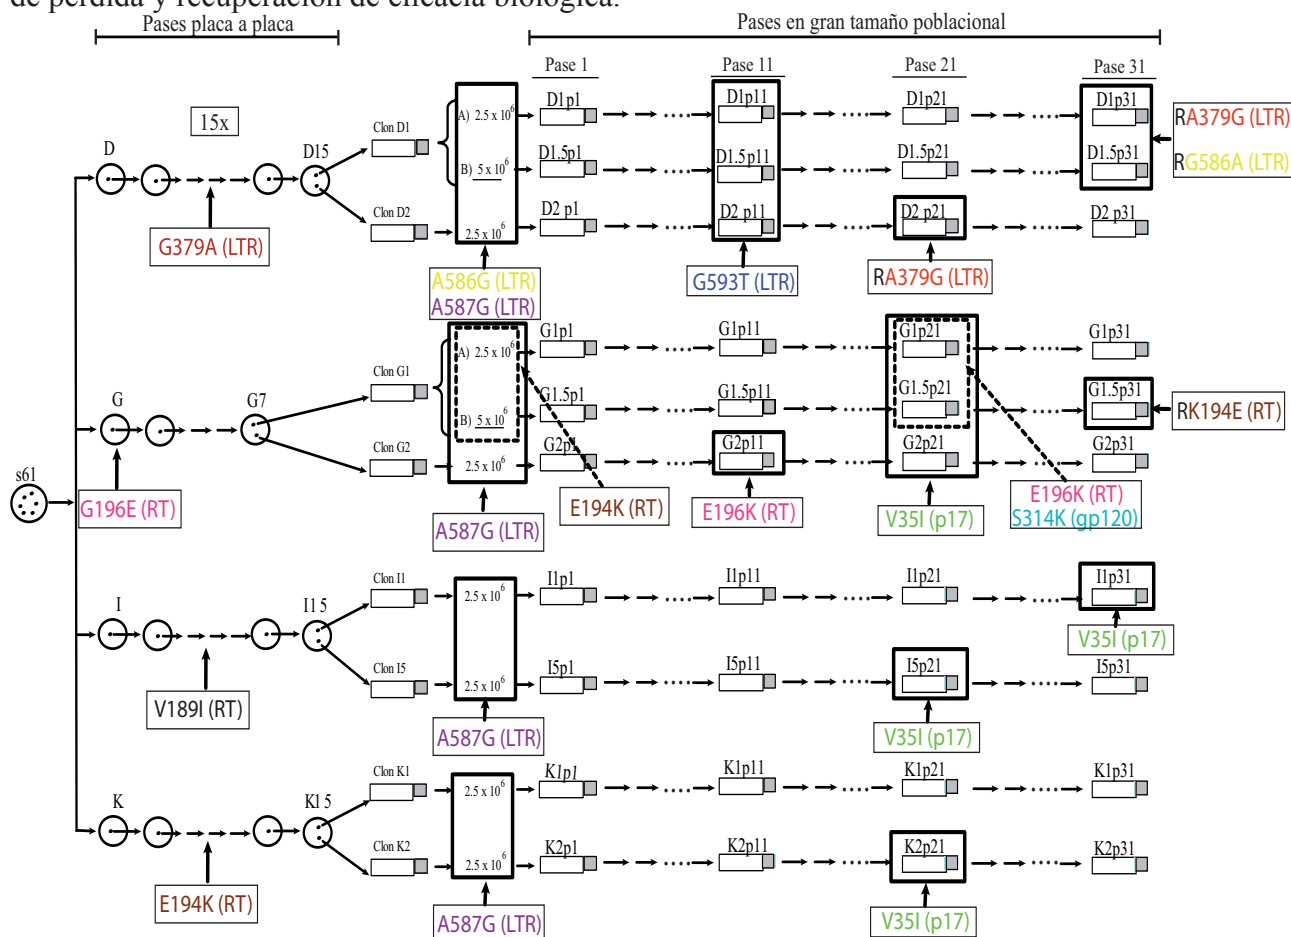 de pérdida y recuperación de eficacia biológica.
Pases placa a placa
Pases en gran tamaño poblacional
Pase 1
Pase 11
Pase 21
Pase 31
15x
D
D15
Clon D1
Clon D2
A) 2.5 x 10⁶
B) 5 x 10⁶
2.5 x 10⁶
D1p1
D1p11
D1p21
D1p31
D1.5p1
D1.5p11
D1.5p21
D1.5p31
D2 p1
D2 p11
D2 p21
D2 p31
RA379G (LTR)
RG586A (LTR)
G379A (LTR)
A586G (LTR)
A587G (LTR)
G593T (LTR)
RA379G (LTR)
G
G7
Clon G1
Clon G2
A) 2.5 x 10⁶
B) 5 x 10⁶
2.5 x 10⁶
G1p1
G1p11
G1p21
G1p31
G1.5p1
G1.5p11
G1.5p21
G1.5p31
G2p1
G2p11
G2p21
G2p31
RK194E (RT)
s61
G196E (RT)
A587G (LTR)
E194K (RT)
E196K (RT)
V35I (p17)
E196K (RT)
S314K (gp120)
I
I15
Clon I1
Clon I5
2.5 x 10⁶
2.5 x 10⁶
I1p1
I1p11
I1p21
I1p31
I5p1
I5p11
I5p21
I5p31
V35I (p17)
V189I (RT)
A587G (LTR)
V35I (p17)
K
K15
Clon K1
Clon K2
2.5 x 10⁶
2.5 x 10⁶
K1p1
K1p11
K1p21
K1p31
K2p1
K2p11
K2p21
K2p31
E194K (RT)
A587G (LTR)
V35I (p17)